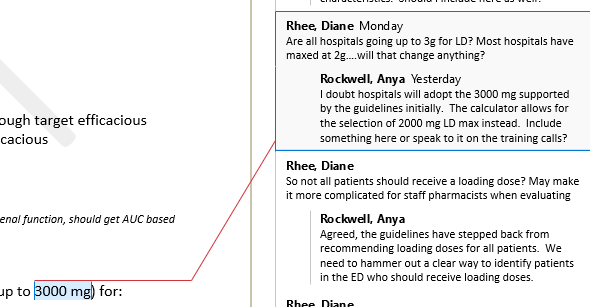 ough target efficacious
cacious
enal function, should get AUC based
up to 3000 mg) for:
characteristics. Should I include here as well?
Rhee, Diane Monday
Are all hospitals going up to 3g for LD? Most hospitals have
maxed at 2g....will that change anything?
Rockwell, Anya Yesterday
I doubt hospitals will adopt the 3000 mg supported
by the guidelines initially. The calculator allows for
the selection of 2000 mg LD max instead. Include
something here or speak to it on the training calls?
Rhee, Diane
So not all patients should receive a loading dose? May make
it more complicated for staff pharmacists when evaluating
Rockwell, Anya
Agreed, the guidelines have stepped back from
recommending loading doses for all patients. We
need to hammer out a clear way to identify patients
in the ED who should receive loading doses.
Rhee, Diane